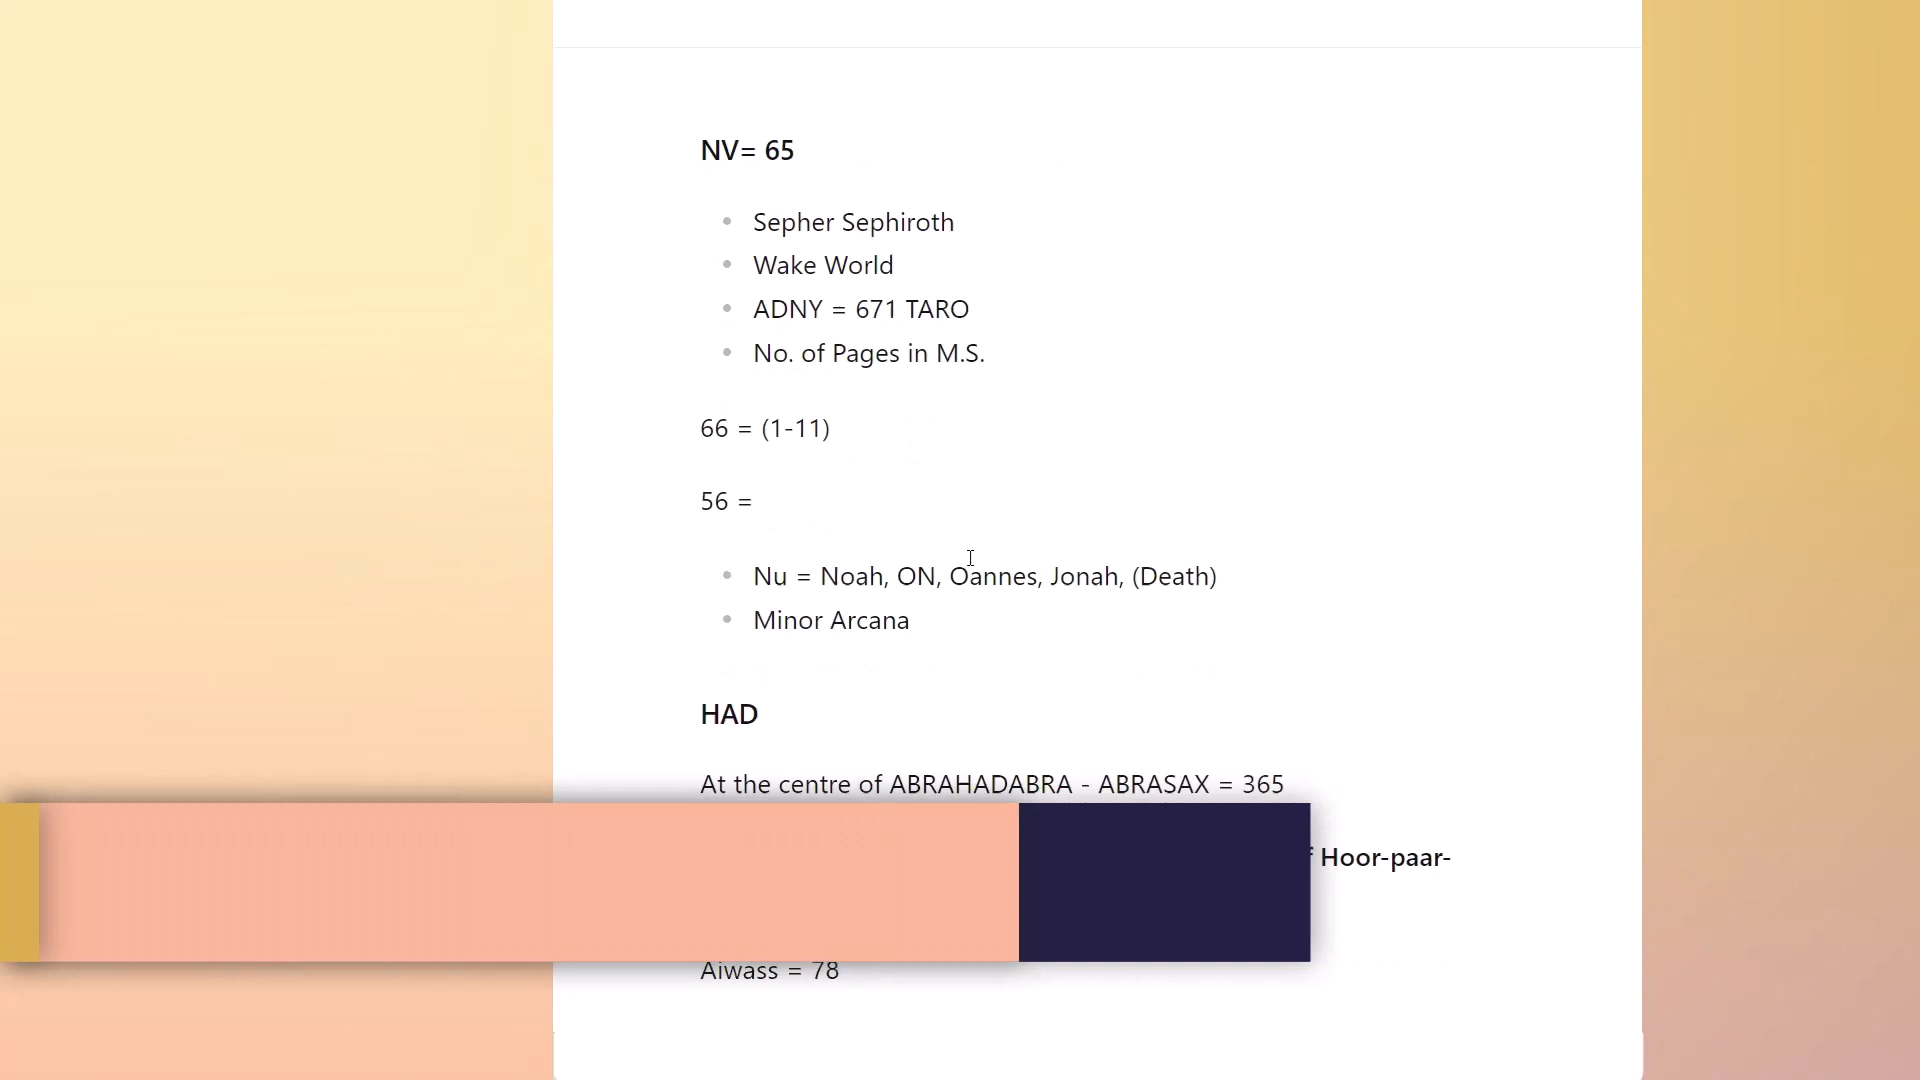 NV= 65
Sepher Sephiroth
Wake World
ADNY = 671 TARO
No. of Pages in M.S.
66 = (1-11)
56 =
Nu = Noah, ON, Oannes, Jonah, (Death)
Minor Arcana
HAD
At the centre of ABRAHADABRA - ABRASAX = 365
Hoor-paar-
Aiwass = 78